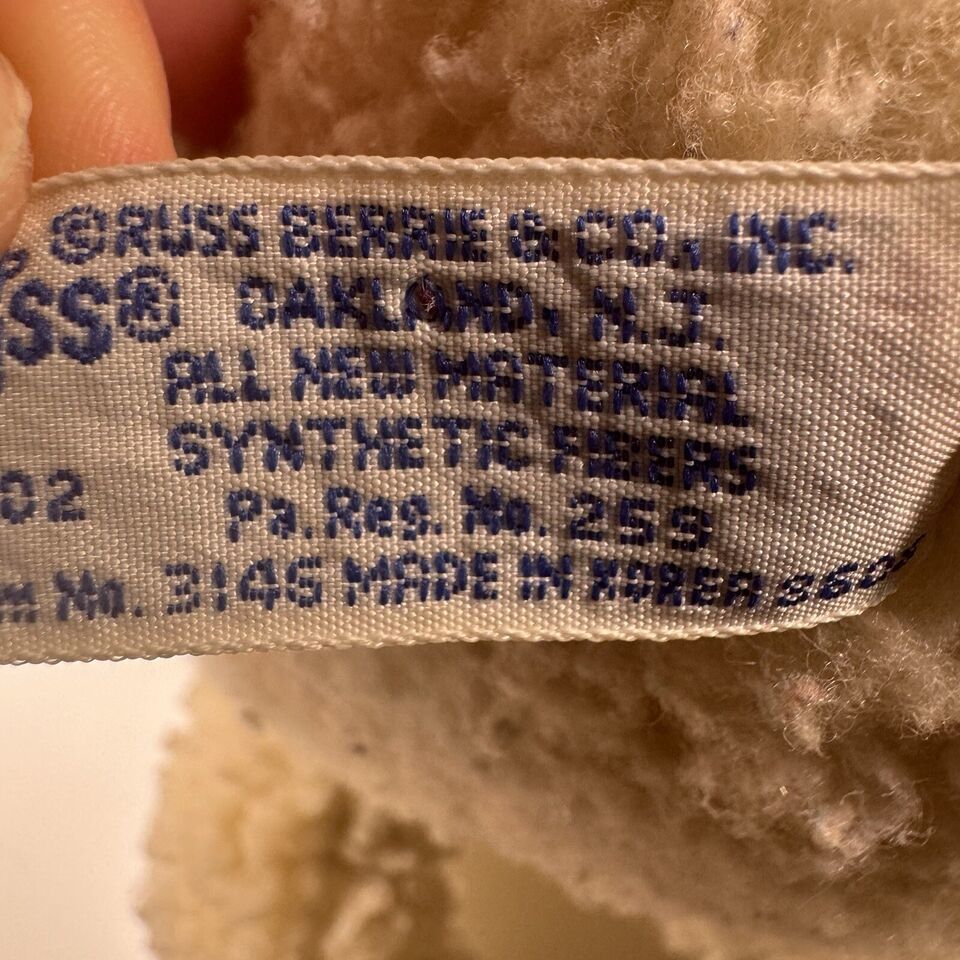 © RUSS BERRIE & CO., INC.
SS® OAKLAND, N.J.
ALL NEW MATERIAL
SYNTHETIC FIBERS
02 Pa. Reg. No. 259
No. 3146 MADE IN KOREA